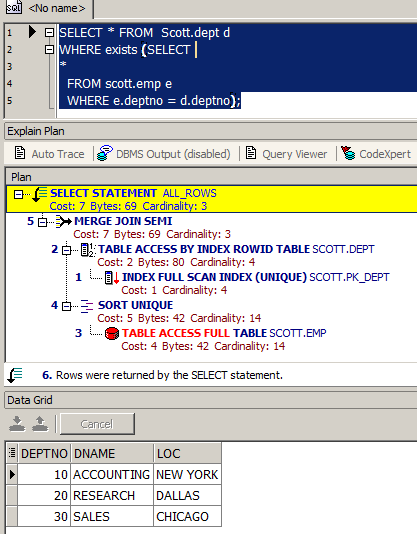 sql <No name>
1 SELECT * FROM Scott.dept d
2 WHERE exists (SELECT
3 *
4 FROM scott.emp e
5 WHERE e.deptno = d.deptno);
Explain Plan
Auto Trace DBMS Output (disabled) Query Viewer CodeXpert
Plan
SELECT STATEMENT ALL_ROWS
Cost: 7 Bytes: 69 Cardinality: 3
5 MERGE JOIN SEMI
Cost: 7 Bytes: 69 Cardinality: 3
2 TABLE ACCESS BY INDEX ROWID TABLE SCOTT.DEPT
Cost: 2 Bytes: 80 Cardinality: 4
1 INDEX FULL SCAN INDEX (UNIQUE) SCOTT.PK_DEPT
Cost: 1 Cardinality: 4
4 SORT UNIQUE
Cost: 5 Bytes: 42 Cardinality: 14
3 TABLE ACCESS FULL TABLE SCOTT.EMP
Cost: 4 Bytes: 42 Cardinality: 14
6. Rows were returned by the SELECT statement.
Data Grid
Cancel
DEPTNO DNAME LOC
10 ACCOUNTING NEW YORK
20 RESEARCH DALLAS
30 SALES CHICAGO